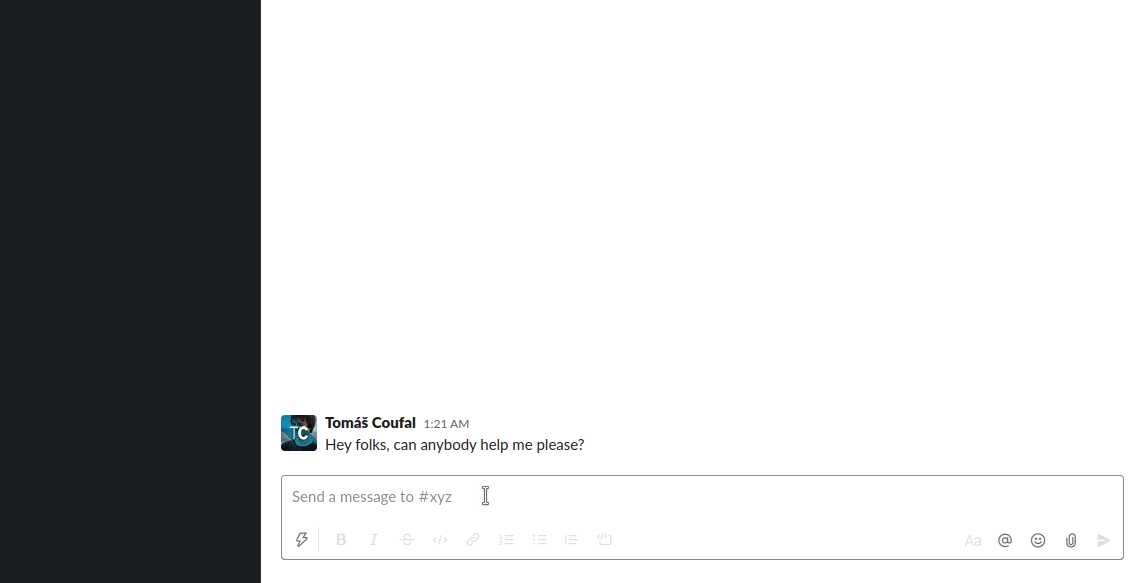 Tomáš Coufal 1:21 AM
TC
Hey folks, can anybody help me please?
Send a message to #xyz
B I S </> Aa @